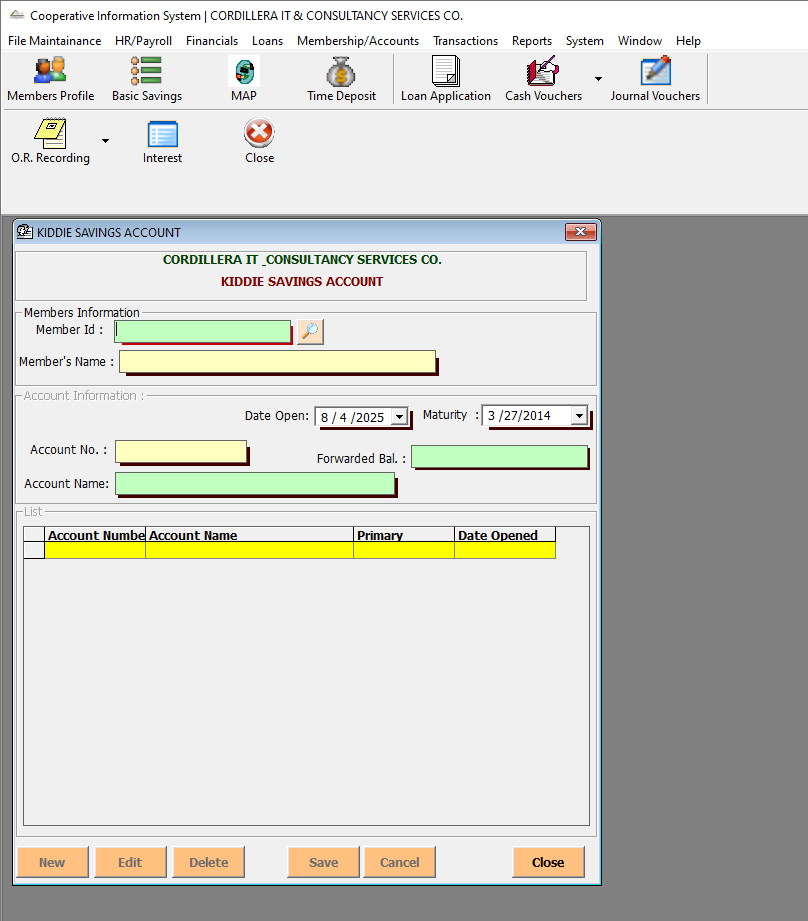 Cooperative Information System | CORDILLERA IT & CONSULTANCY SERVICES CO.
File Maintainance HR/Payroll Financials Loans Membership/Accounts Transactions Reports System Window Help
Members Profile Basic Savings MAP Time Deposit Loan Application Cash Vouchers Journal Vouchers
O.R. Recording Interest Close
KIDDIE SAVINGS ACCOUNT
CORDILLERA IT _CONSULTANCY SERVICES CO.
KIDDIE SAVINGS ACCOUNT
Members Information
Member Id :
Member's Name :
Account Information :
Date Open: 8 / 4 /2025 Maturity : 3 /27/2014
Account No. :
Forwarded Bal. :
Account Name:
List
Account Numbe Account Name Primary Date Opened
New Edit Delete Save Cancel Close